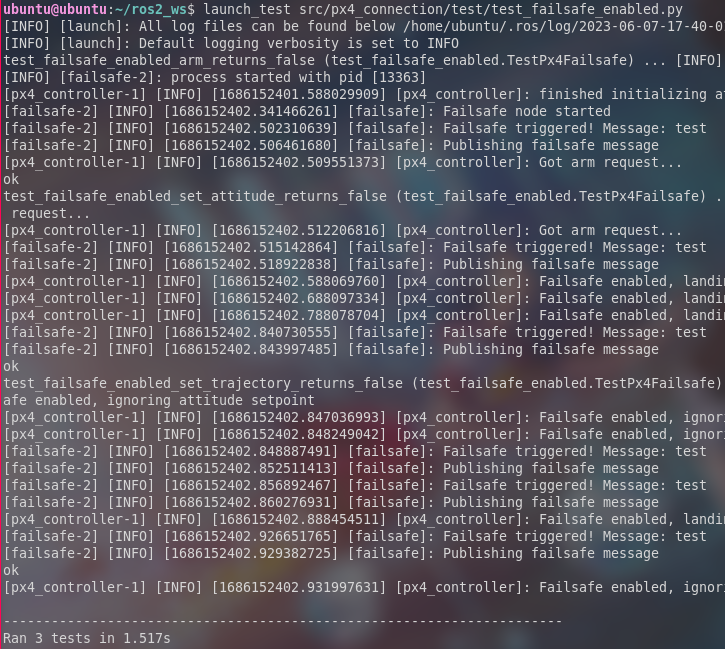 ubuntu@ubuntu:~/ros2_ws$ launch_test src/px4_connection/test/test_failsafe_enabled.py
[INFO] [launch]: All log files can be found below /home/ubuntu/.ros/log/2023-06-07-17-40-0
[INFO] [launch]: Default logging verbosity is set to INFO
test_failsafe_enabled_arm_returns_false (test_failsafe_enabled.TestPx4Failsafe) ... [INFO]
[INFO] [failsafe-2]: process started with pid [13363]
[px4_controller-1] [INFO] [1686152401.588029909] [px4_controller]: finished initializing at
[failsafe-2] [INFO] [1686152402.341466261] [failsafe]: Failsafe node started
[failsafe-2] [INFO] [1686152402.502310639] [failsafe]: Failsafe triggered! Message: test
[failsafe-2] [INFO] [1686152402.506461680] [failsafe]: Publishing failsafe message
[px4_controller-1] [INFO] [1686152402.509551373] [px4_controller]: Got arm request...
ok
test_failsafe_enabled_set_attitude_returns_false (test_failsafe_enabled.TestPx4Failsafe) .
request...
[px4_controller-1] [INFO] [1686152402.512206816] [px4_controller]: Got arm request...
[failsafe-2] [INFO] [1686152402.515142864] [failsafe]: Failsafe triggered! Message: test
[failsafe-2] [INFO] [1686152402.518922838] [failsafe]: Publishing failsafe message
[px4_controller-1] [INFO] [1686152402.588069760] [px4_controller]: Failsafe enabled, landi
[px4_controller-1] [INFO] [1686152402.688097334] [px4_controller]: Failsafe enabled, landi
[px4_controller-1] [INFO] [1686152402.788078704] [px4_controller]: Failsafe enabled, landi
[failsafe-2] [INFO] [1686152402.840730555] [failsafe]: Failsafe triggered! Message: test
[failsafe-2] [INFO] [1686152402.843997485] [failsafe]: Publishing failsafe message
ok
test_failsafe_enabled_set_trajectory_returns_false (test_failsafe_enabled.TestPx4Failsafe)
afe enabled, ignoring attitude setpoint
[px4_controller-1] [INFO] [1686152402.847036993] [px4_controller]: Failsafe enabled, ignori
[px4_controller-1] [INFO] [1686152402.848249042] [px4_controller]: Failsafe enabled, ignori
[failsafe-2] [INFO] [1686152402.848887491] [failsafe]: Failsafe triggered! Message: test
[failsafe-2] [INFO] [1686152402.852511413] [failsafe]: Publishing failsafe message
[failsafe-2] [INFO] [1686152402.856892467] [failsafe]: Failsafe triggered! Message: test
[failsafe-2] [INFO] [1686152402.860276931] [failsafe]: Publishing failsafe message
[px4_controller-1] [INFO] [1686152402.888454511] [px4_controller]: Failsafe enabled, landi
[failsafe-2] [INFO] [1686152402.926651765] [failsafe]: Failsafe triggered! Message: test
[failsafe-2] [INFO] [1686152402.929382725] [failsafe]: Publishing failsafe message
ok
[px4_controller-1] [INFO] [1686152402.931997631] [px4_controller]: Failsafe enabled, ignori
----------------------------------------------------------------------
Ran 3 tests in 1.517s